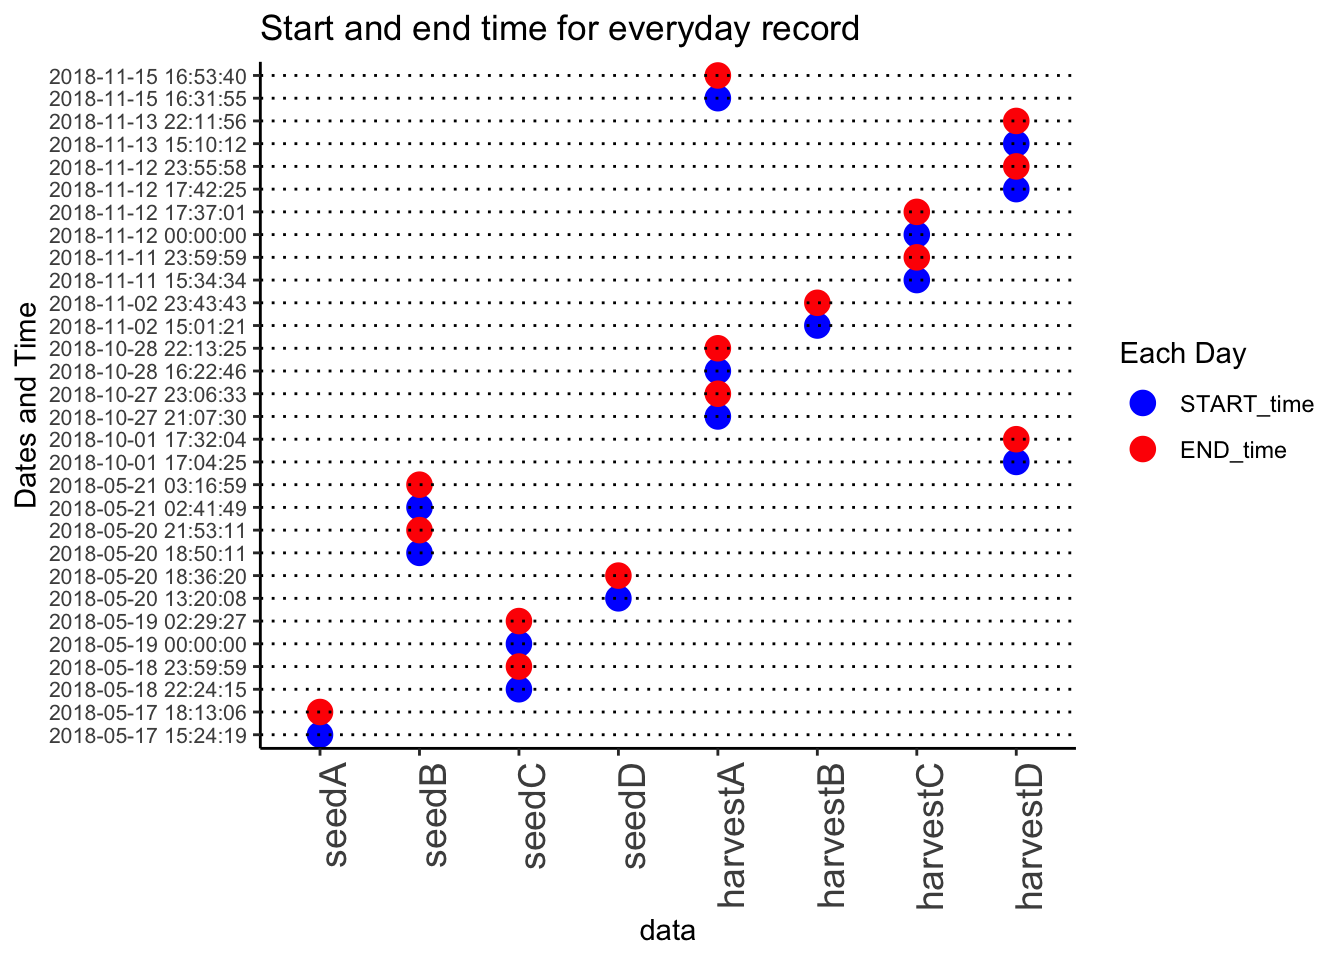 Start and end time for everyday record
2018-11-15 16:53:40
2018-11-15 16:31:55
2018-11-13 22:11:56
2018-11-13 15:10:12
2018-11-12 23:55:58
2018-11-12 17:42:25
2018-11-12 17:37:01
2018-11-12 00:00:00
2018-11-11 23:59:59
2018-11-11 15:34:34
2018-11-02 23:43:43
2018-11-02 15:01:21
2018-10-28 22:13:25
2018-10-28 16:22:46
2018-10-27 23:06:33
2018-10-27 21:07:30
2018-10-01 17:32:04
2018-10-01 17:04:25
2018-05-21 03:16:59
2018-05-21 02:41:49
2018-05-20 21:53:11
2018-05-20 18:50:11
2018-05-20 18:36:20
2018-05-20 13:20:08
2018-05-19 02:29:27
2018-05-19 00:00:00
2018-05-18 23:59:59
2018-05-18 22:24:15
2018-05-17 18:13:06
2018-05-17 15:24:19
Dates and Time
seedA
seedB
seedC
seedD
harvestA
harvestB
harvestC
harvestD
data
Each Day
START_time
END_time